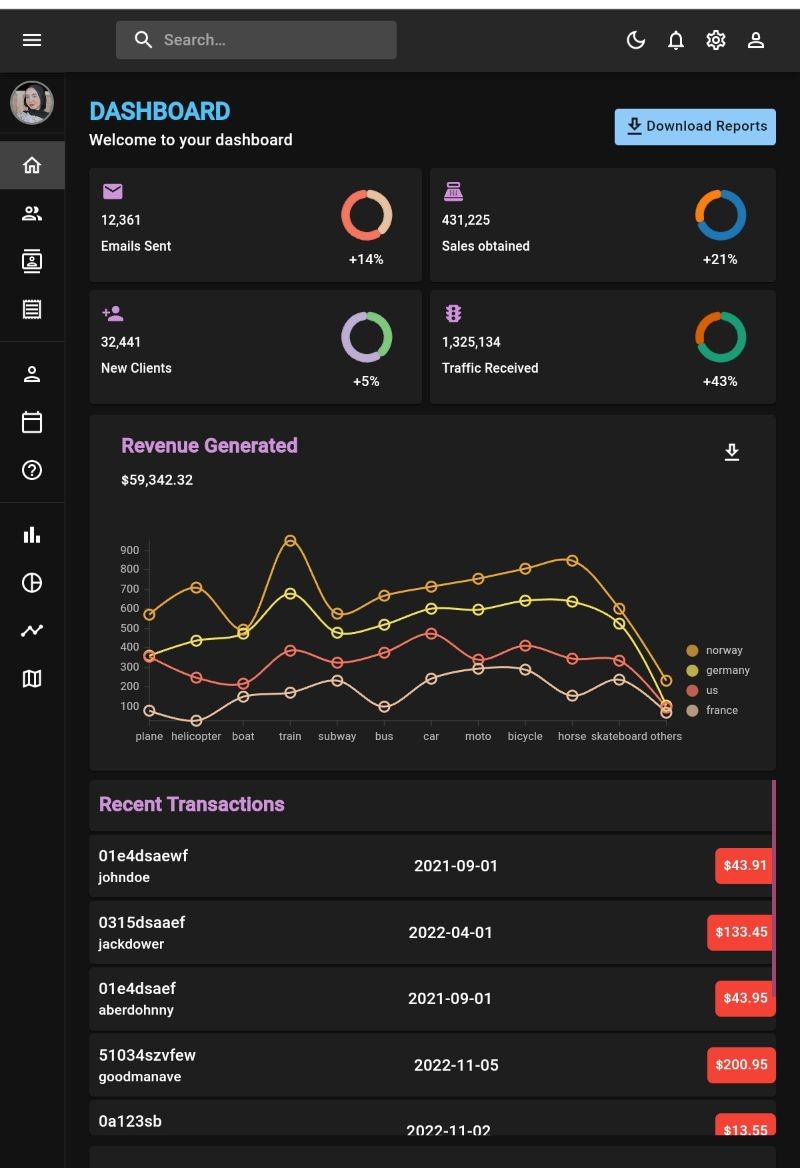 Search…
DASHBOARD
Welcome to your dashboard
Download Reports
12,361
Emails Sent
+14%
431,225
Sales obtained
+21%
32,441
New Clients
+5%
1,325,134
Traffic Received
+43%
Revenue Generated
$59,342.32
900
800
700
600
500
400
300
200
100
plane helicopter boat train subway bus car moto bicycle horse skateboard others
norway
germany
us
france
Recent Transactions
01e4dsaewf
johndoe
2021-09-01
$43.91
0315dsaaef
jackdower
2022-04-01
$133.45
01e4dsaef
aberdohnny
2021-09-01
$43.95
51034szvfew
goodmanave
2022-11-05
$200.95
0a123sb
2022-11-02
$13.55